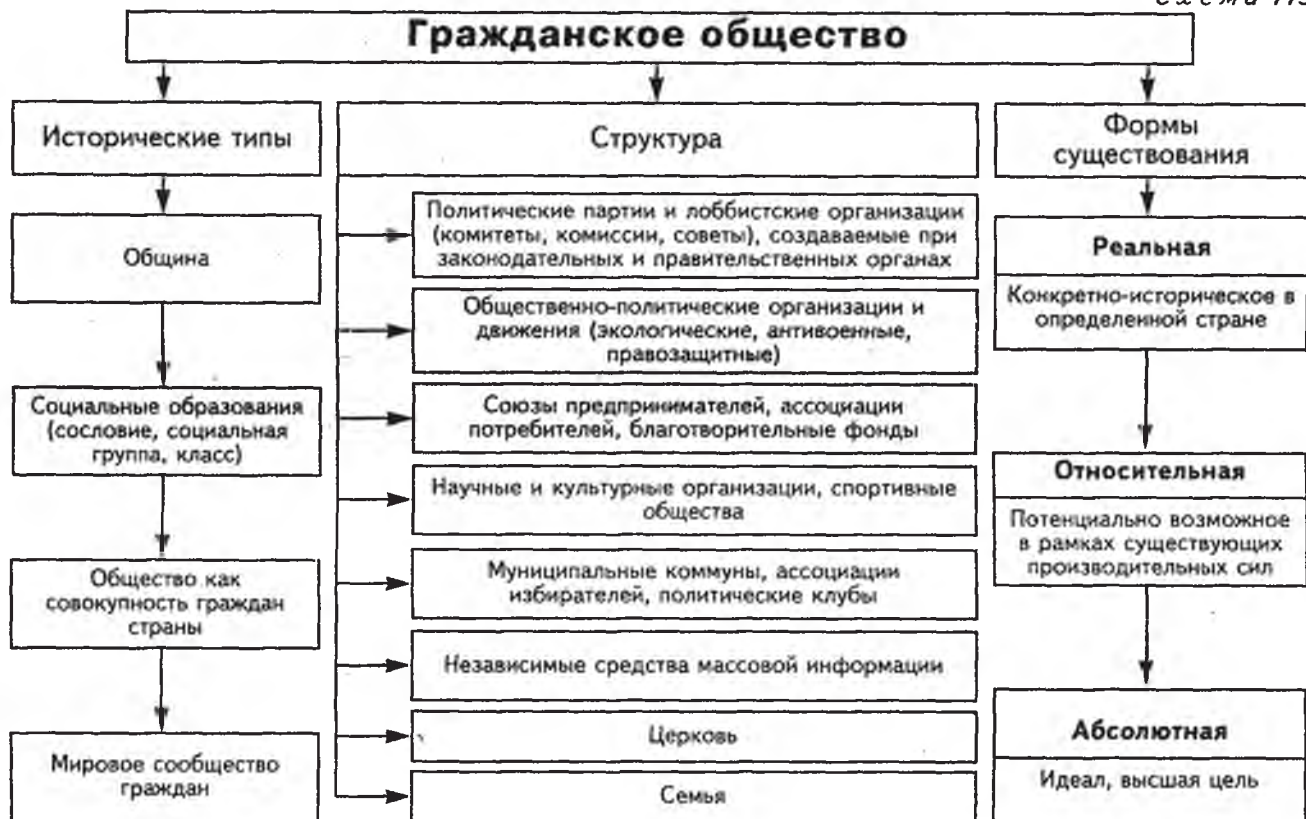 Гражданское общество
Исторические типы
Община
Социальные образования
(сословие, социальная
группа, класс)
Общество как
совокупность граждан
страны
Мировое сообщество
граждан
Структура
Политические партии и лоббистские организации
(комитеты, комиссии, советы), создаваемые при
законодательных и правительственных органах
Общественно-политические организации и
движения (экологические, антивоенные,
правозащитные)
Союзы предпринимателей, ассоциации
потребителей, благотворительные фонды
Научные и культурные организации, спортивные
общества
Муниципальные коммуны, ассоциации
избирателей, политические клубы
Независимые средства массовой информации
Церковь
Семья
Формы
существования
Реальная
Конкретно-историческое в
определенной стране
Относительная
Потенциально возможное
в рамках существующих
производительных сил
Абсолютная
Идеал, высшая цель